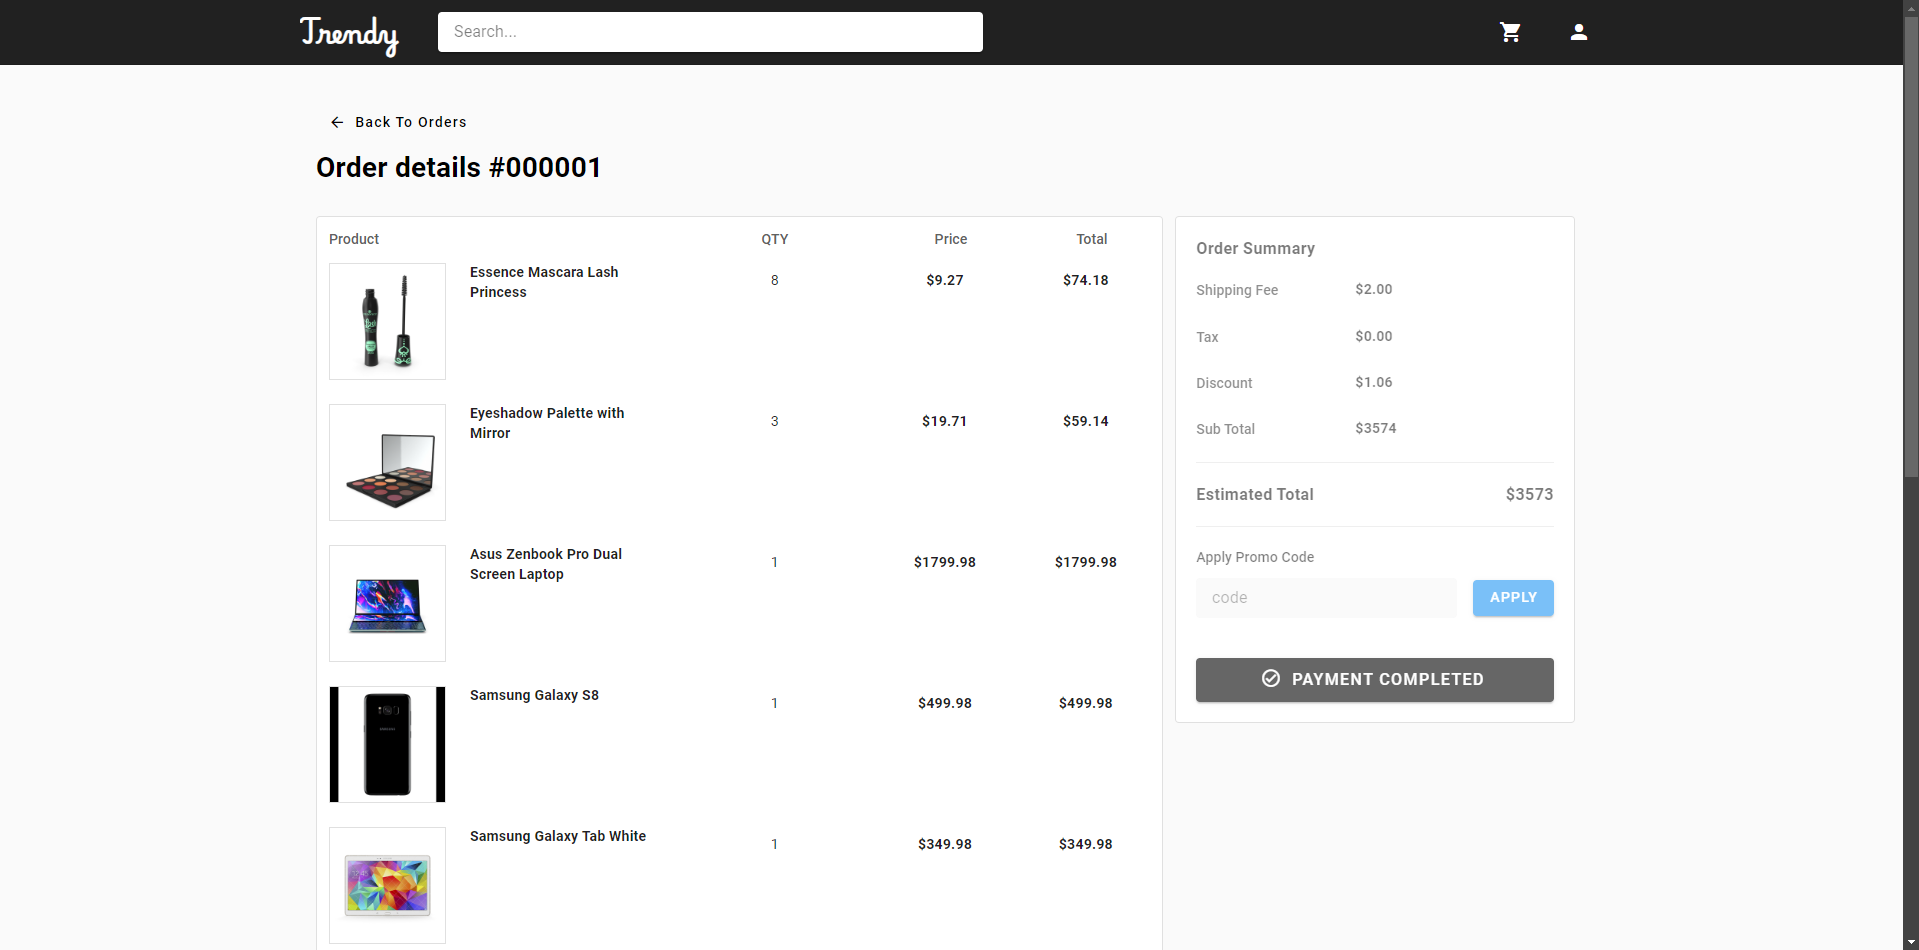 Trendy
Search...
Back To Orders
Order details #000001
Product QTY Price Total
Essence Mascara Lash
Princess
8 $9.27 $74.18
Eyeshadow Palette with
Mirror
3 $19.71 $59.14
Asus Zenbook Pro Dual
Screen Laptop
1 $1799.98 $1799.98
Samsung Galaxy S8
1 $499.98 $499.98
Samsung Galaxy Tab White
1 $349.98 $349.98
Order Summary
Shipping Fee $2.00
Tax $0.00
Discount $1.06
Sub Total $3574
Estimated Total $3573
Apply Promo Code
code
APPLY
PAYMENT COMPLETED